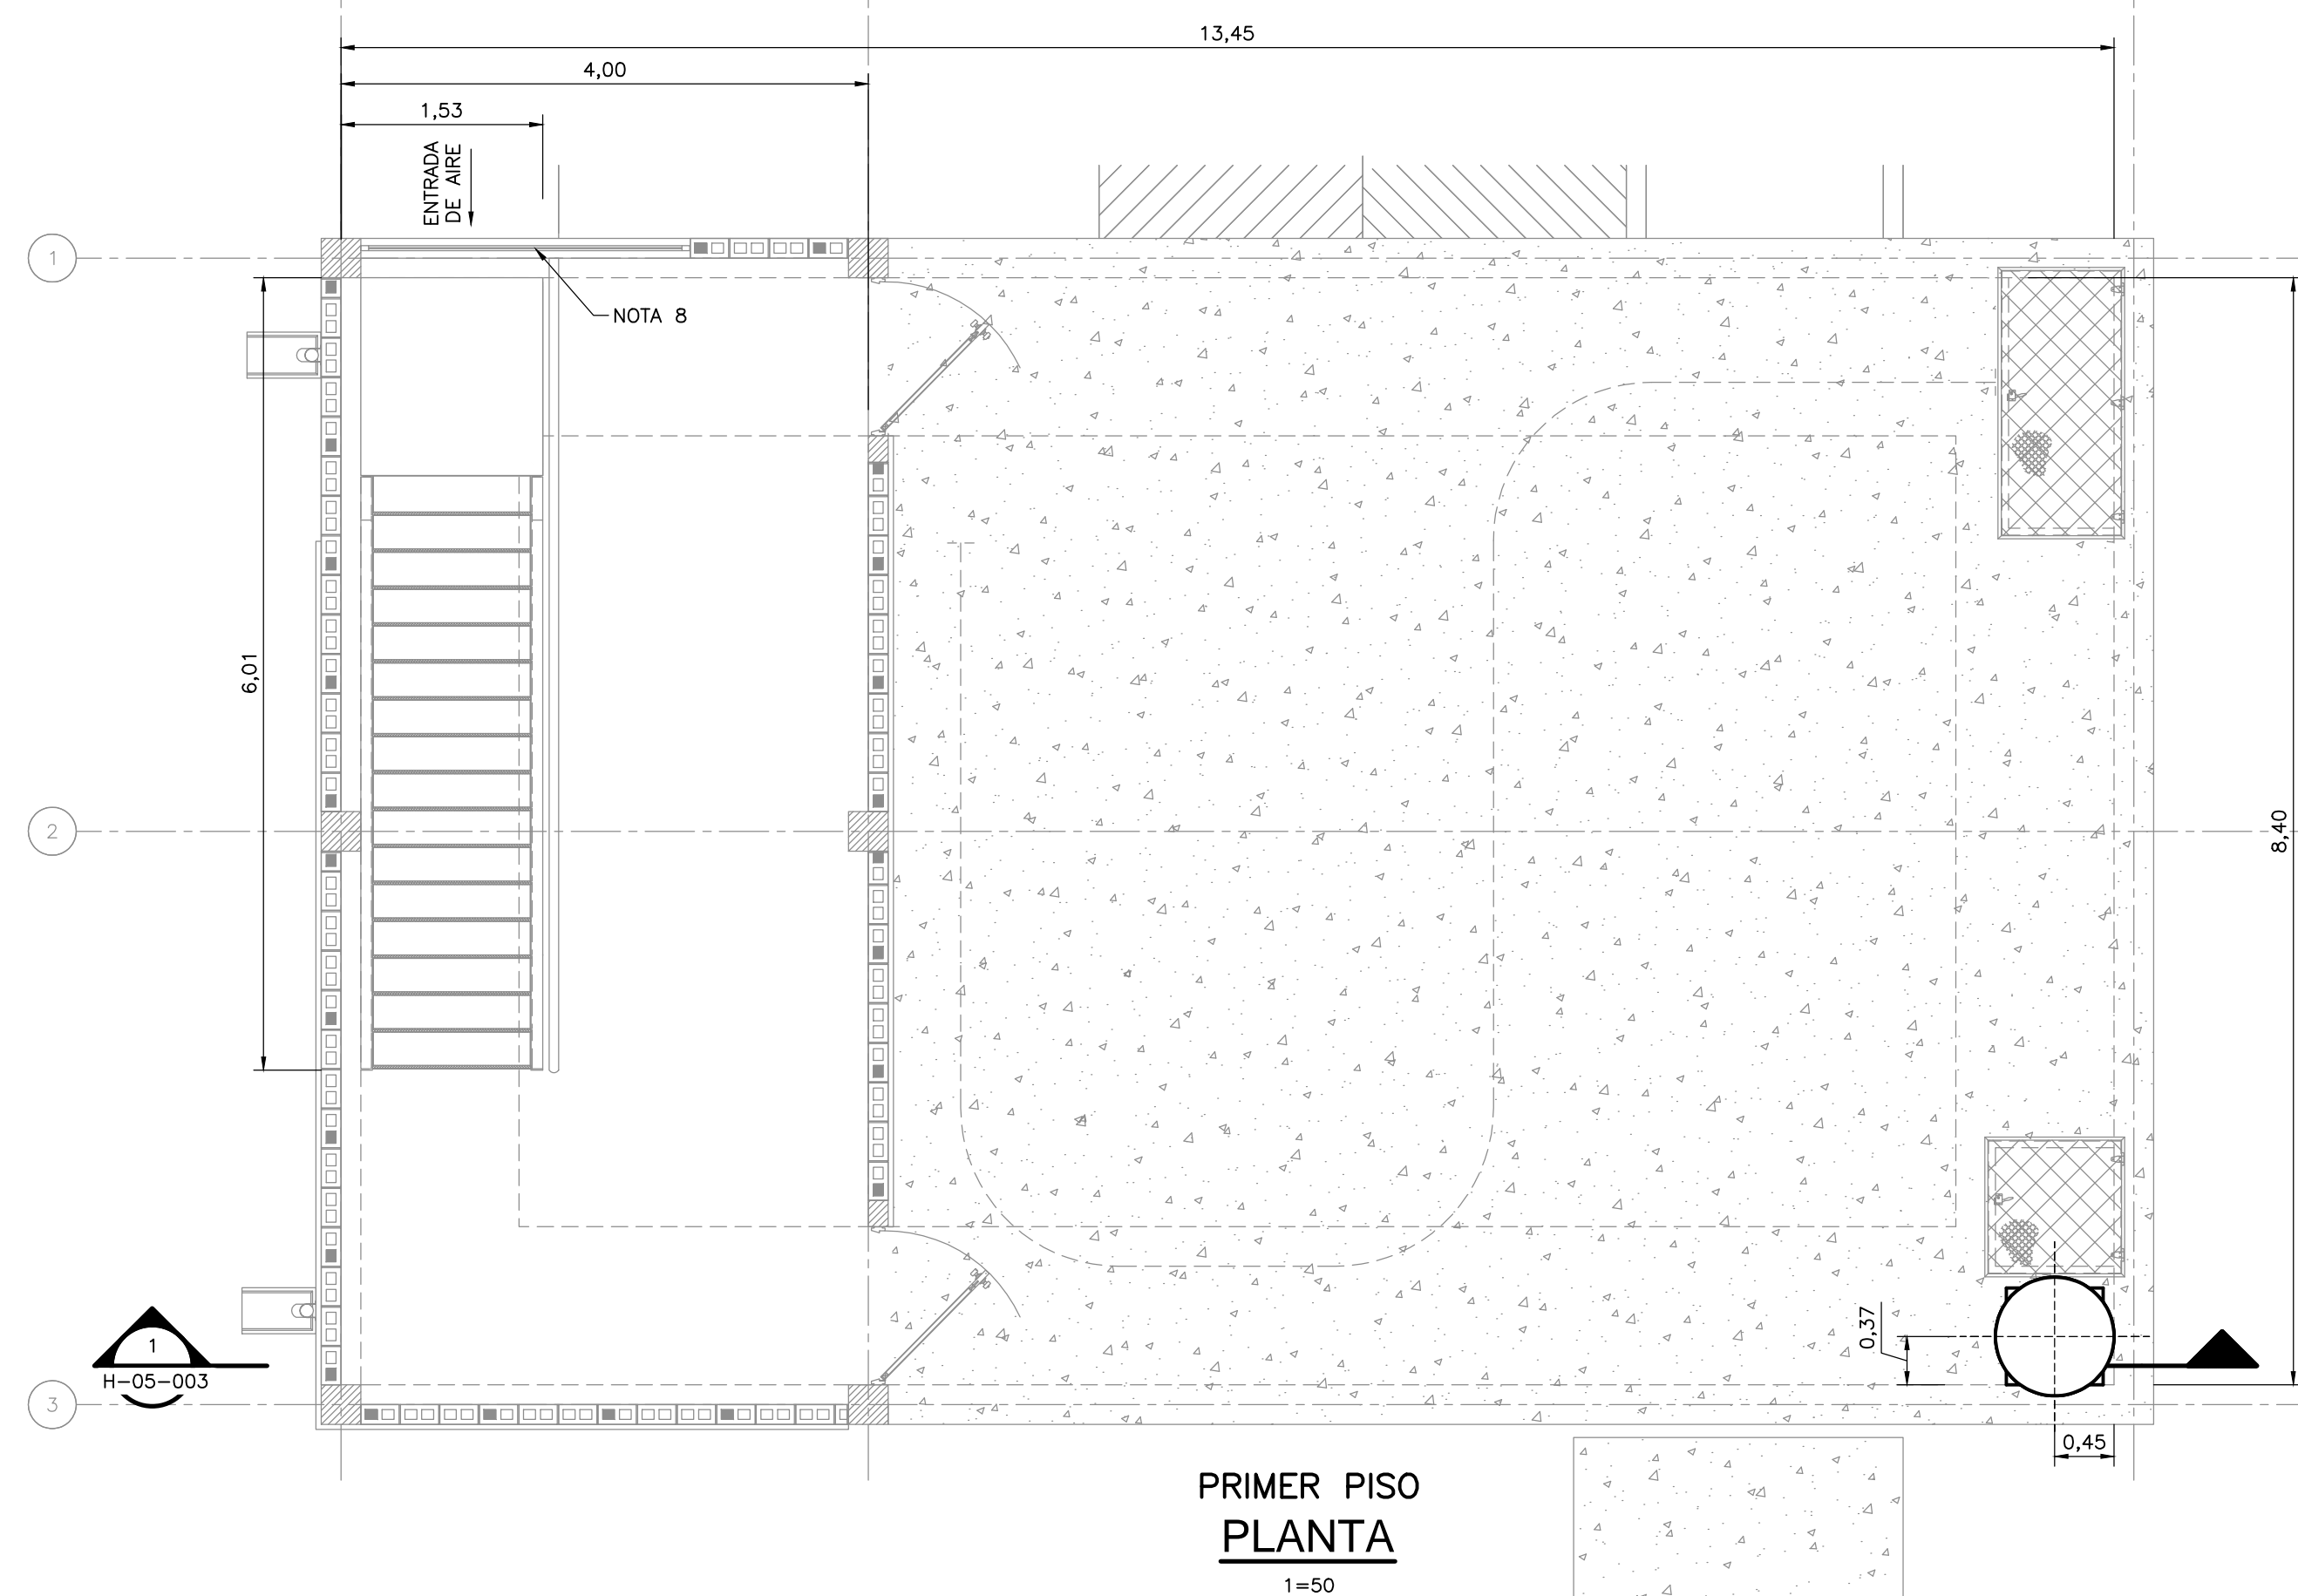 13,45
4,00
1,53
ENTRADA
DE AIRE
1
NOTA 8
6,01
2
8,40
0,37
1
H-05-003
3
0,45
PRIMER PISO
PLANTA
1=50